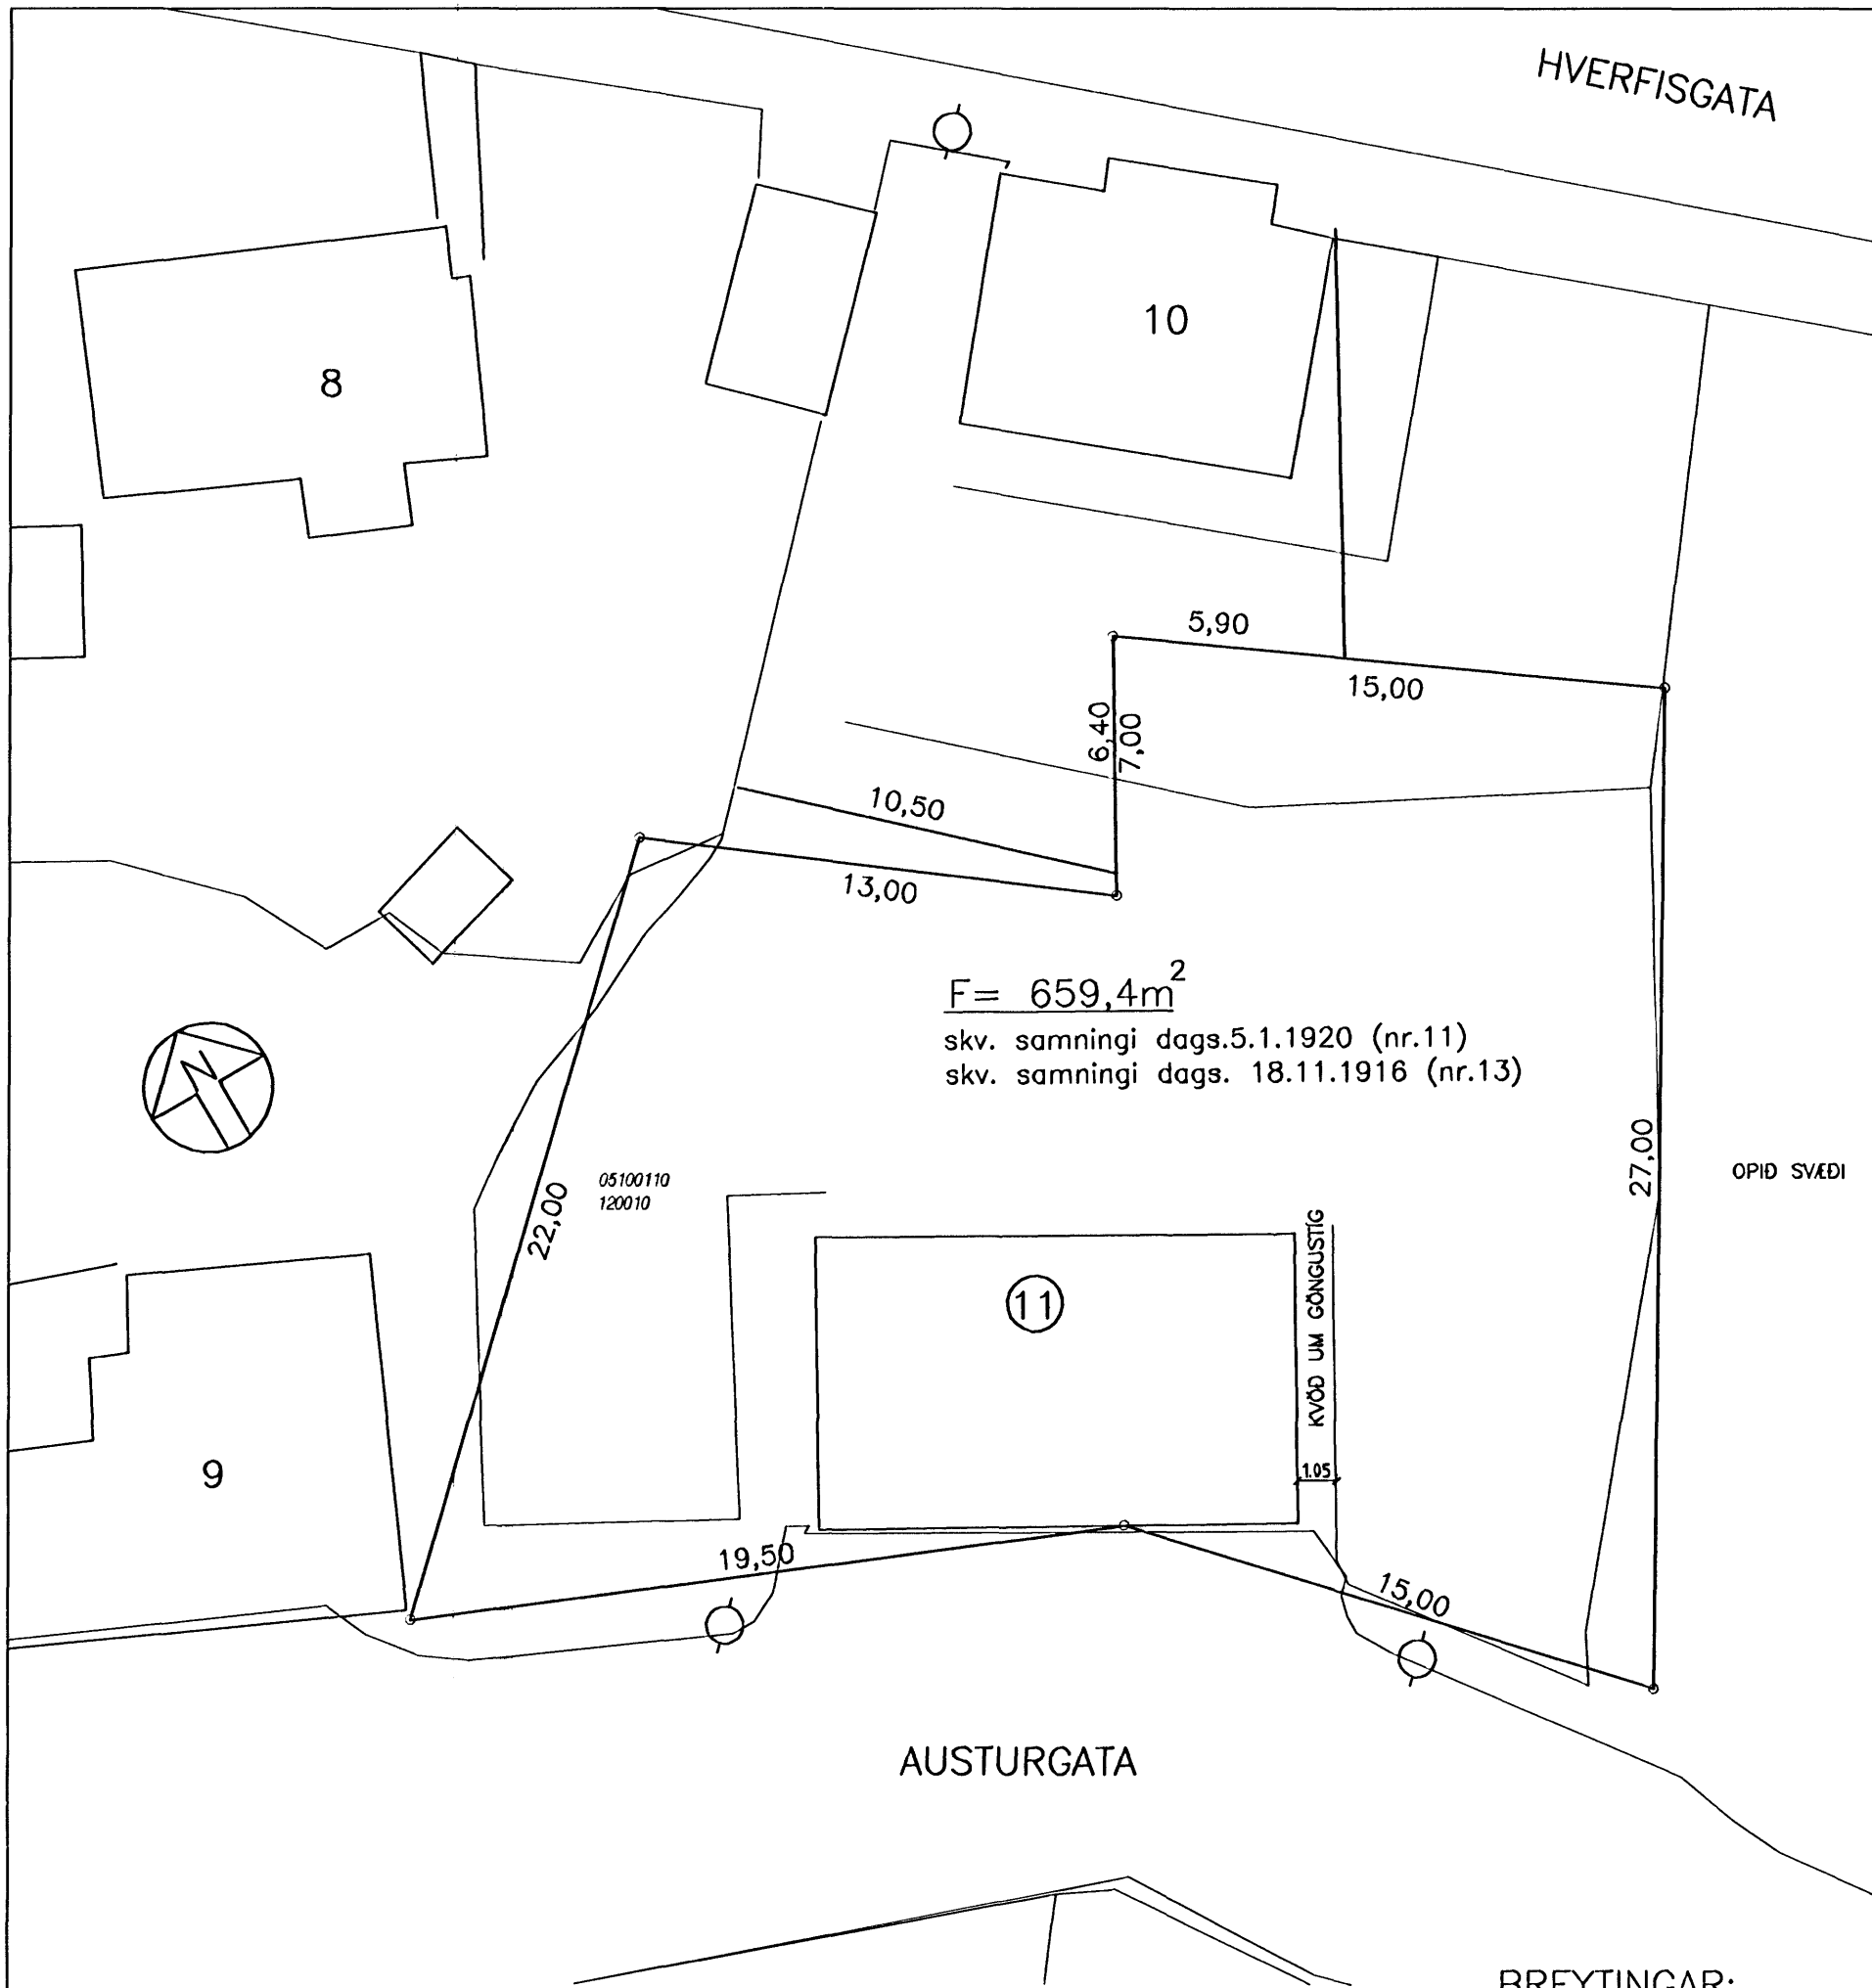 HVERFISGATA
10
8
5,90
15,00
6,40
7,00
10,50
13,00
F= 659,4m²
skv. samningi dags.5.1.1920 (nr.11)
skv. samningi dags. 18.11.1916 (nr.13)
27,00
OPIÐ SVÆÐI
05100110
120010
22,00
KVÖÐ UM GÖNGUSTÍG
11
1.05
9
19,50
15,00
AUSTURGATA
BREYTINGAR:
N